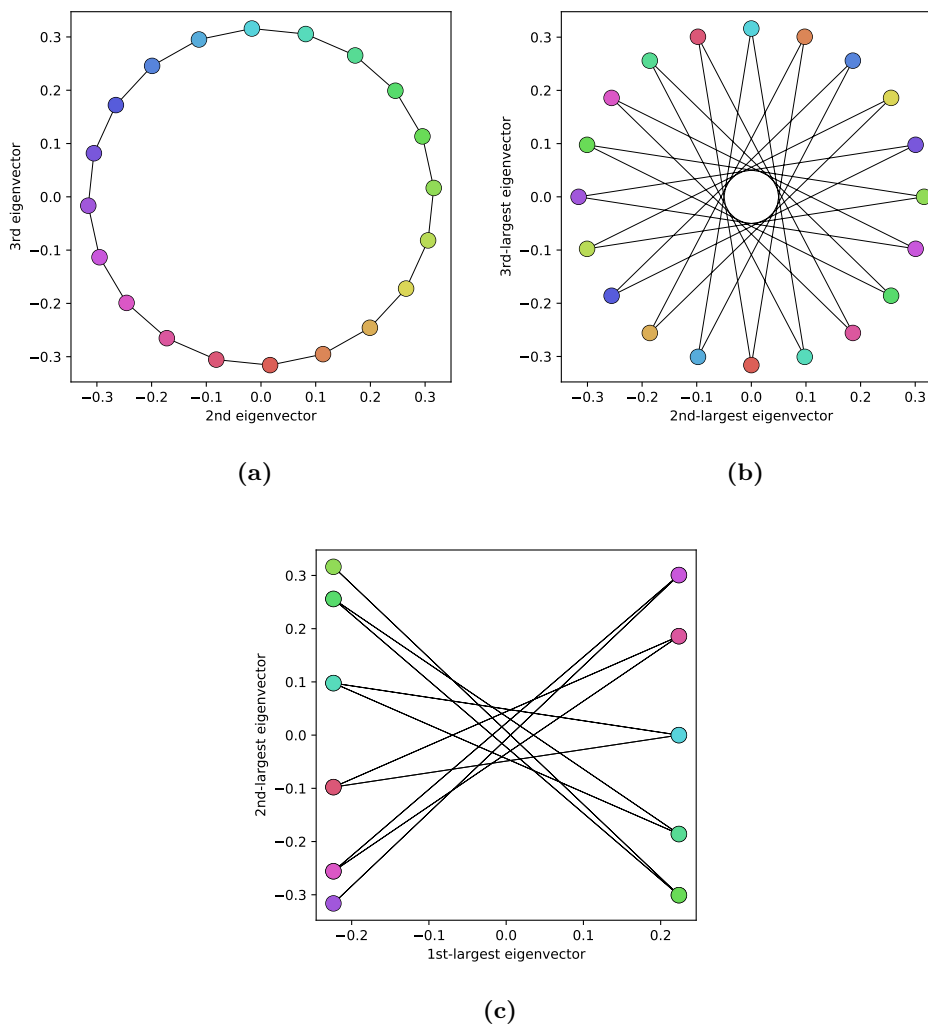 0.3
0.2
0.1
0.0
−0.1
−0.2
−0.3
3rd eigenvector
−0.3 −0.2 −0.1 0.0 0.1 0.2 0.3
2nd eigenvector
(a)
0.3
0.2
0.1
0.0
−0.1
−0.2
−0.3
3rd-largest eigenvector
−0.3 −0.2 −0.1 0.0 0.1 0.2 0.3
2nd-largest eigenvector
(b)
0.3
0.2
0.1
0.0
−0.1
−0.2
−0.3
2nd-largest eigenvector
−0.2 −0.1 0.0 0.1 0.2
1st-largest eigenvector
(c)